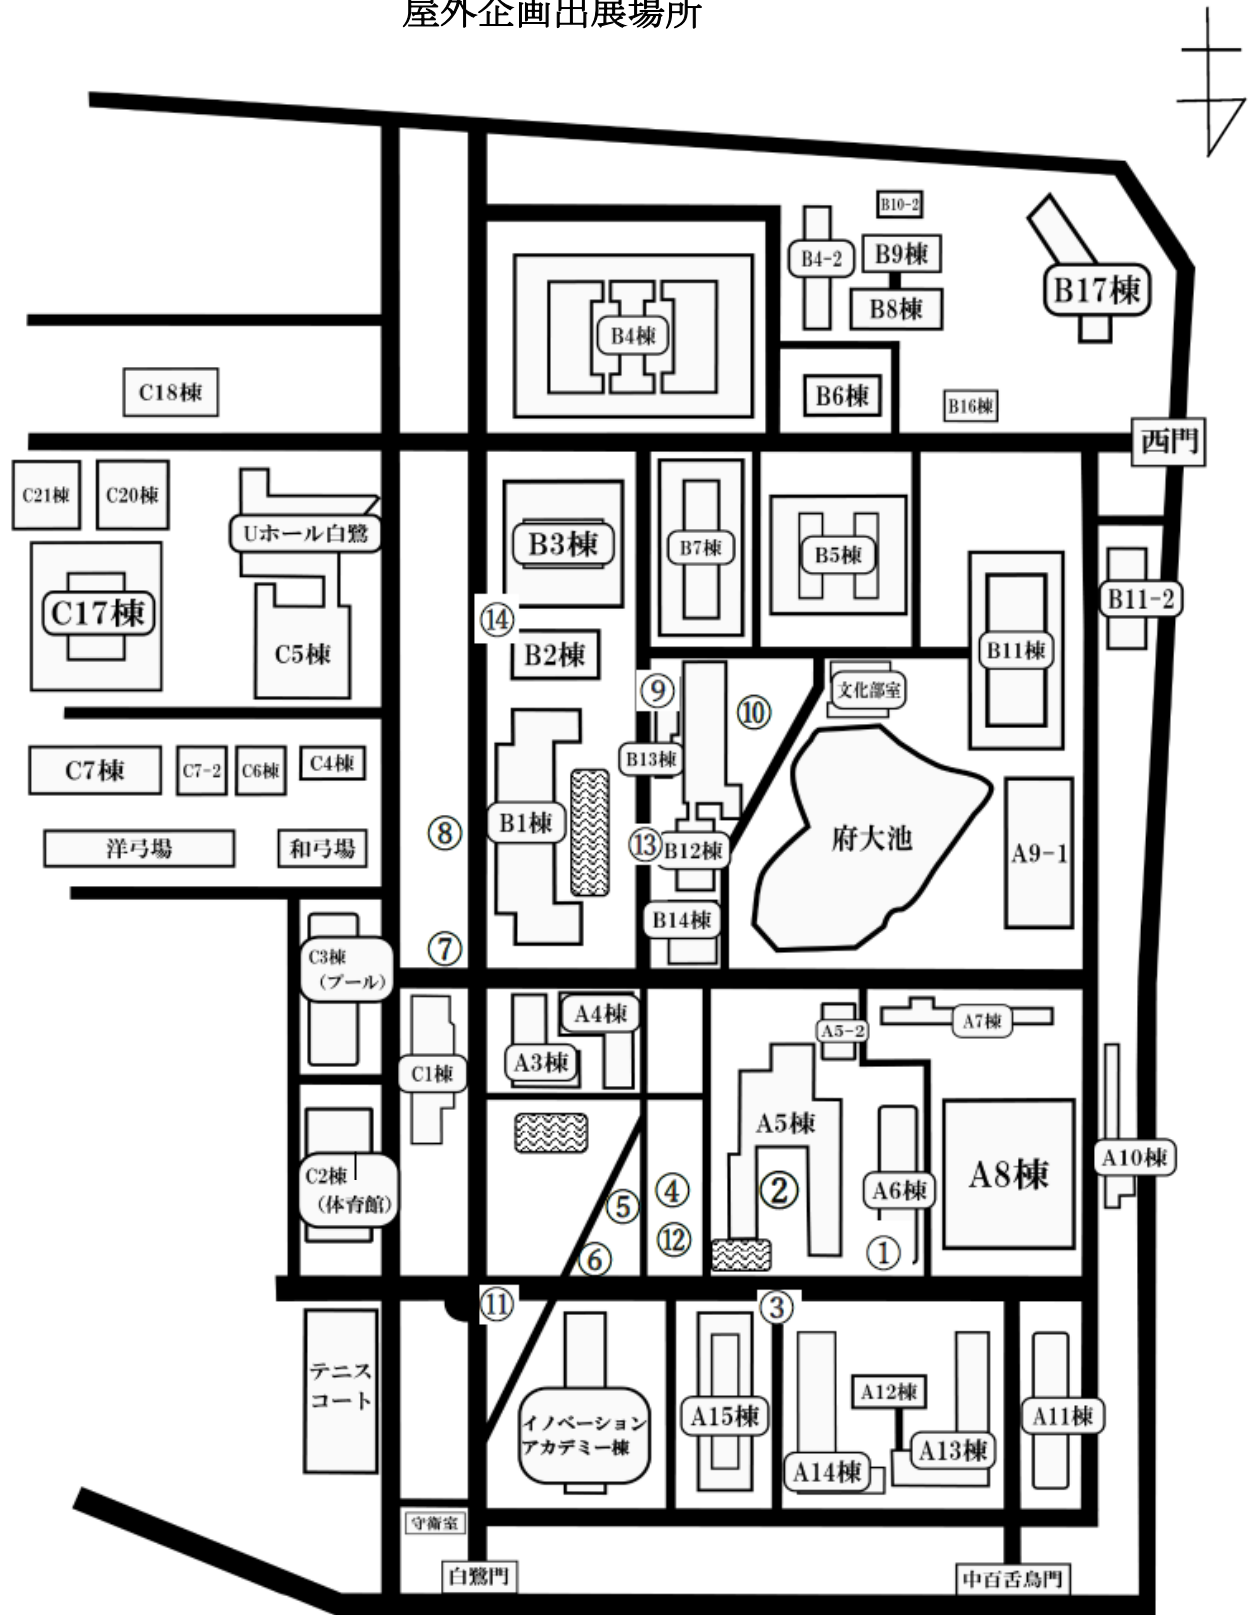 屋外企画出展場所
B10-2
B4-2
B9棟
B17棟
B8棟
B4棟
C18棟
B6棟
B16棟
西門
C21棟
C20棟
Uホール白鷺
B3棟
B7棟
B5棟
B11-2
C17棟
⑭
C5棟
B2棟
B11棟
⑨
文化部室
⑩
C7棟
C7-2
C6棟
C4棟
B13棟
⑧
B1棟
府大池
洋弓場
和弓場
⑬
B12棟
A9-1
B14棟
⑦
C3棟
(プール)
A4棟
A5-2
A7棟
A3棟
C1棟
A5棟
A10棟
C2棟
(体育館)
④
②
A6棟
A8棟
⑤
⑫
⑥
①
⑪
③
テニス
コート
A12棟
イノベーション
アカデミー棟
A15棟
A11棟
A13棟
A14棟
守衛室
白鷺門
中百舌鳥門